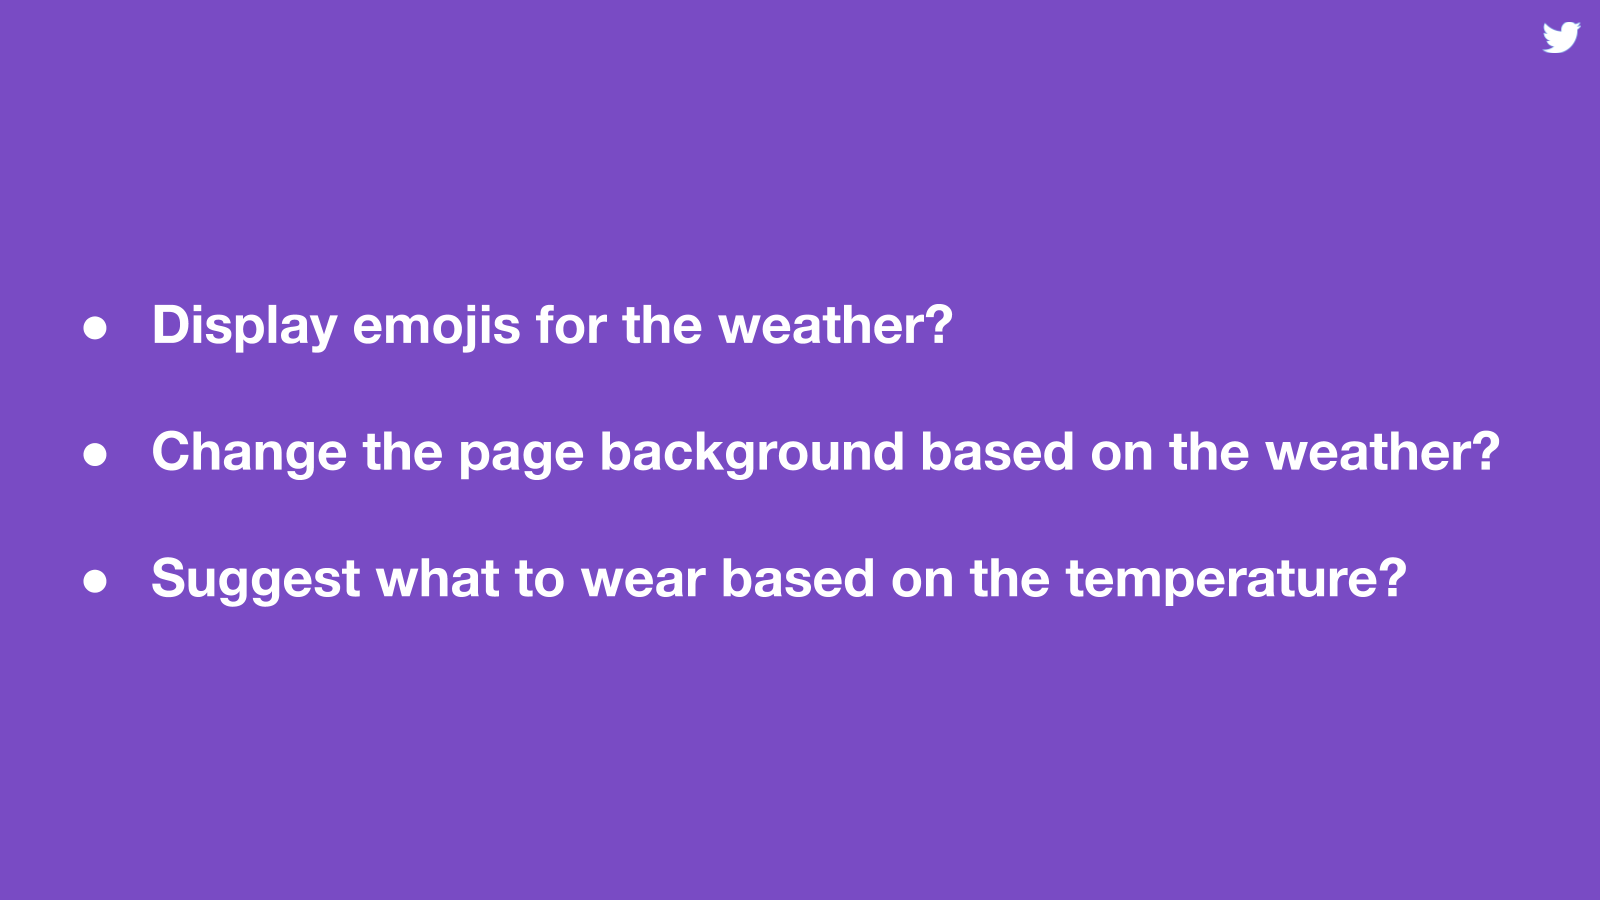 ● Display emojis for the weather?
● Change the page background based on the weather?
● Suggest what to wear based on the temperature?